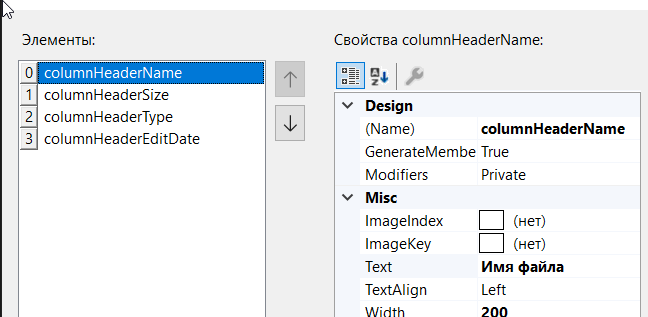 Элементы:
0 columnHeaderName
1 columnHeaderSize
2 columnHeaderType
3 columnHeaderEditDate
Свойства columnHeaderName:
Design
(Name) columnHeaderName
GenerateMembe True
Modifiers Private
Misc
ImageIndex (нет)
ImageKey (нет)
Text Имя файла
TextAlign Left
Width 200